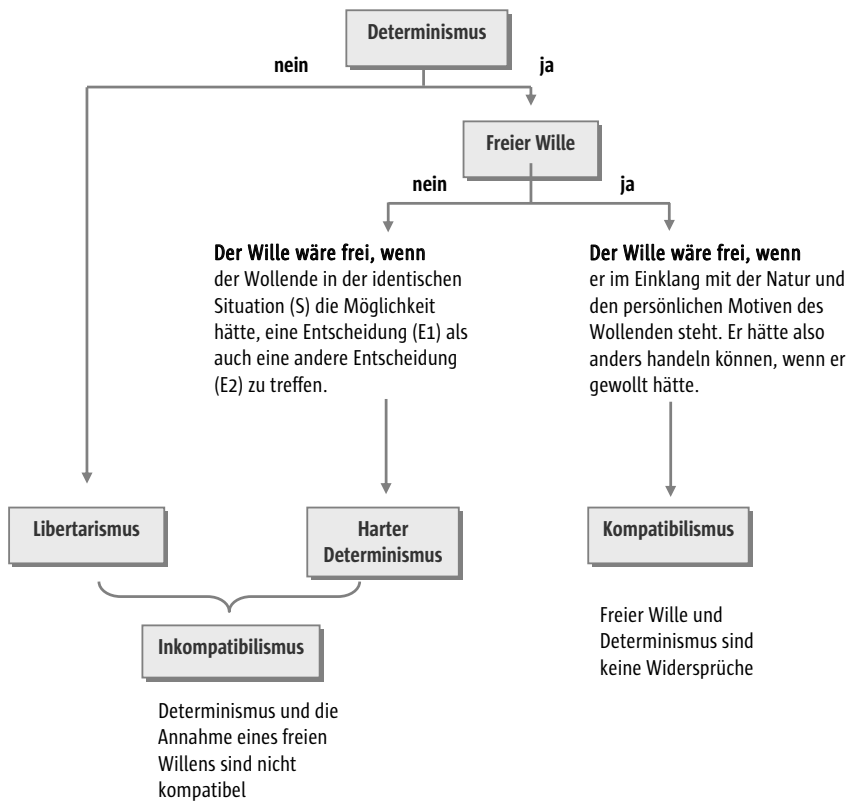 Determinismus
nein
ja
Freier Wille
nein
ja
Der Wille wäre frei, wenn
der Wollende in der identischen
Situation (S) die Möglichkeit
hätte, eine Entscheidung (E1) als
auch eine andere Entscheidung
(E2) zu treffen.
Der Wille wäre frei, wenn
er im Einklang mit der Natur und
den persönlichen Motiven des
Wollenden steht. Er hätte also
anders handeln können, wenn er
gewollt hätte.
Libertarismus
Harter
Determinismus
Kompatibilismus
Inkompatibilismus
Freier Wille und
Determinismus sind
keine Widersprüche
Determinismus und die
Annahme eines freien
Willens sind nicht
kompatibel